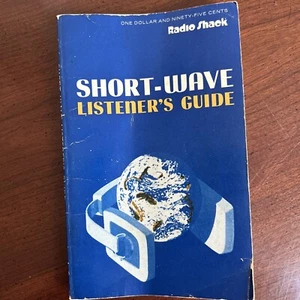 ONE DOLLAR AND NINETY-FIVE CENTS
Radio Shack
SHORT-WAVE
LISTENER'S GUIDE